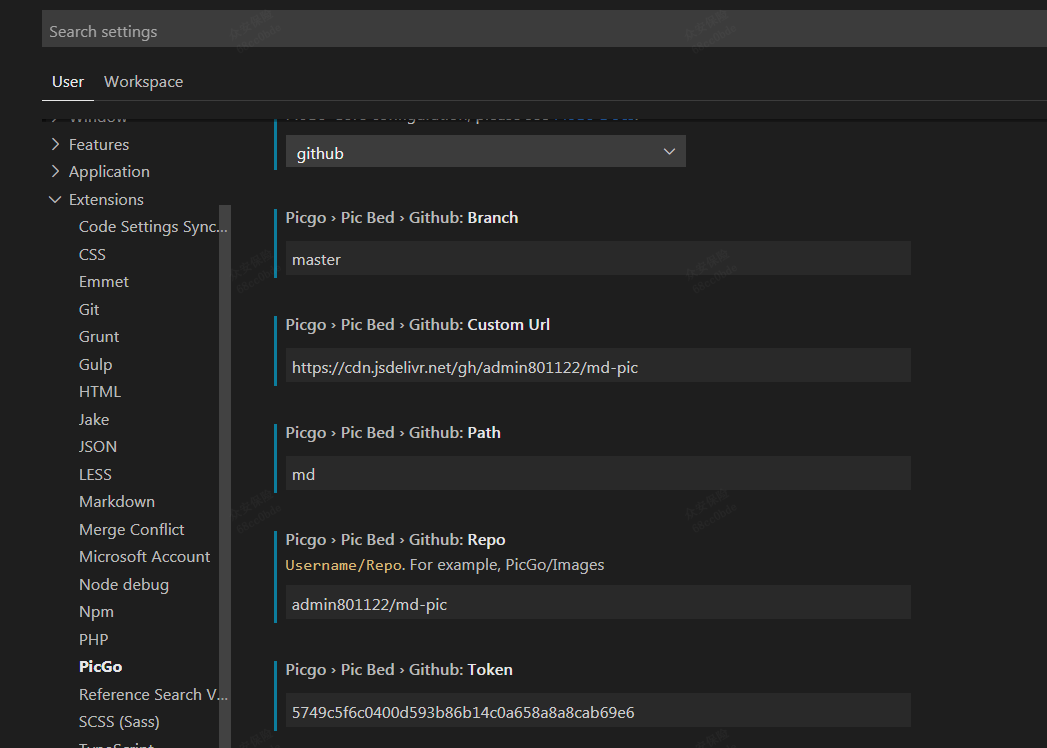 Search settings
User
Workspace
Window
Features
Application
Extensions
Code Settings Sync...
CSS
Emmet
Git
Grunt
Gulp
HTML
Jake
JSON
LESS
Markdown
Merge Conflict
Microsoft Account
Node debug
Npm
PHP
PicGo
Reference Search V...
SCSS (Sass)
TypeScript
github
Picgo › Pic Bed › Github: Branch
master
Picgo › Pic Bed › Github: Custom Url
https://cdn.jsdelivr.net/gh/admin801122/md-pic
Picgo › Pic Bed › Github: Path
md
Picgo › Pic Bed › Github: Repo
Username/Repo. For example, PicGo/Images
admin801122/md-pic
Picgo › Pic Bed › Github: Token
5749c5f6c0400d593b86b14c0a658a8a8cab69e6